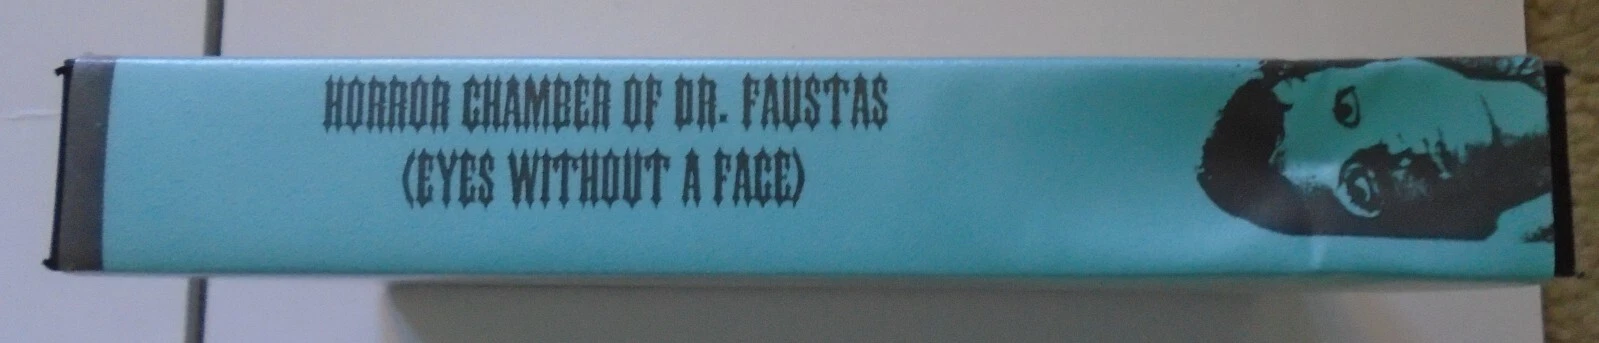 HORROR CHAMBER OF DR. FAUSTAS
(EYES WITHOUT A FACE)